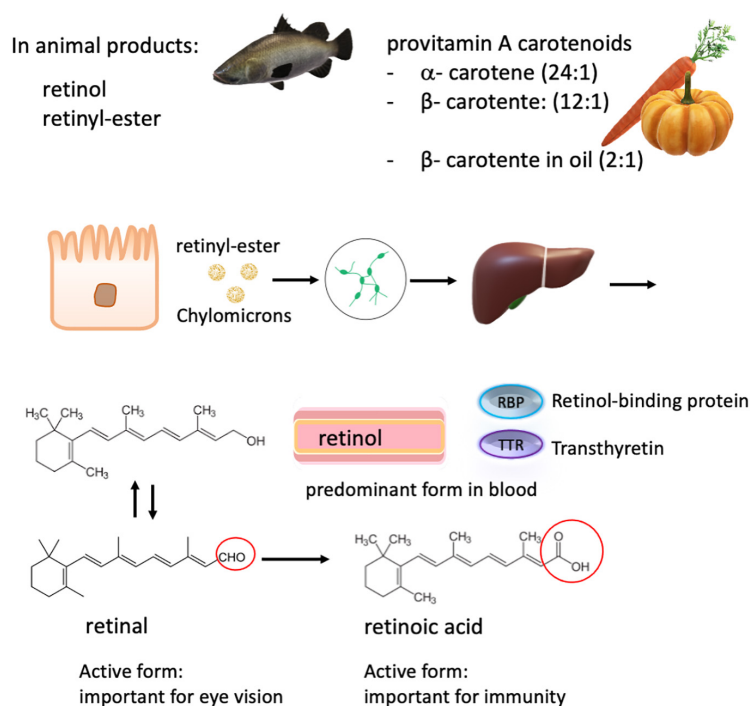 In animal products:
retinol
retinyl-ester
provitamin A carotenoids
- α- carotene (24:1)
- β- carotente: (12:1)
- β- carotente in oil (2:1)
retinyl-ester
Chylomicrons
H₃C CH₃ CH₃ CH₃
OH
CH₃
retinol
predominant form in blood
RBP Retinol-binding protein
TTR Transthyretin
CHO
retinal
Active form:
important for eye vision
H₃C CH₃ CH₃ CH₃ O
OH
CH₃
retinoic acid
Active form:
important for immunity